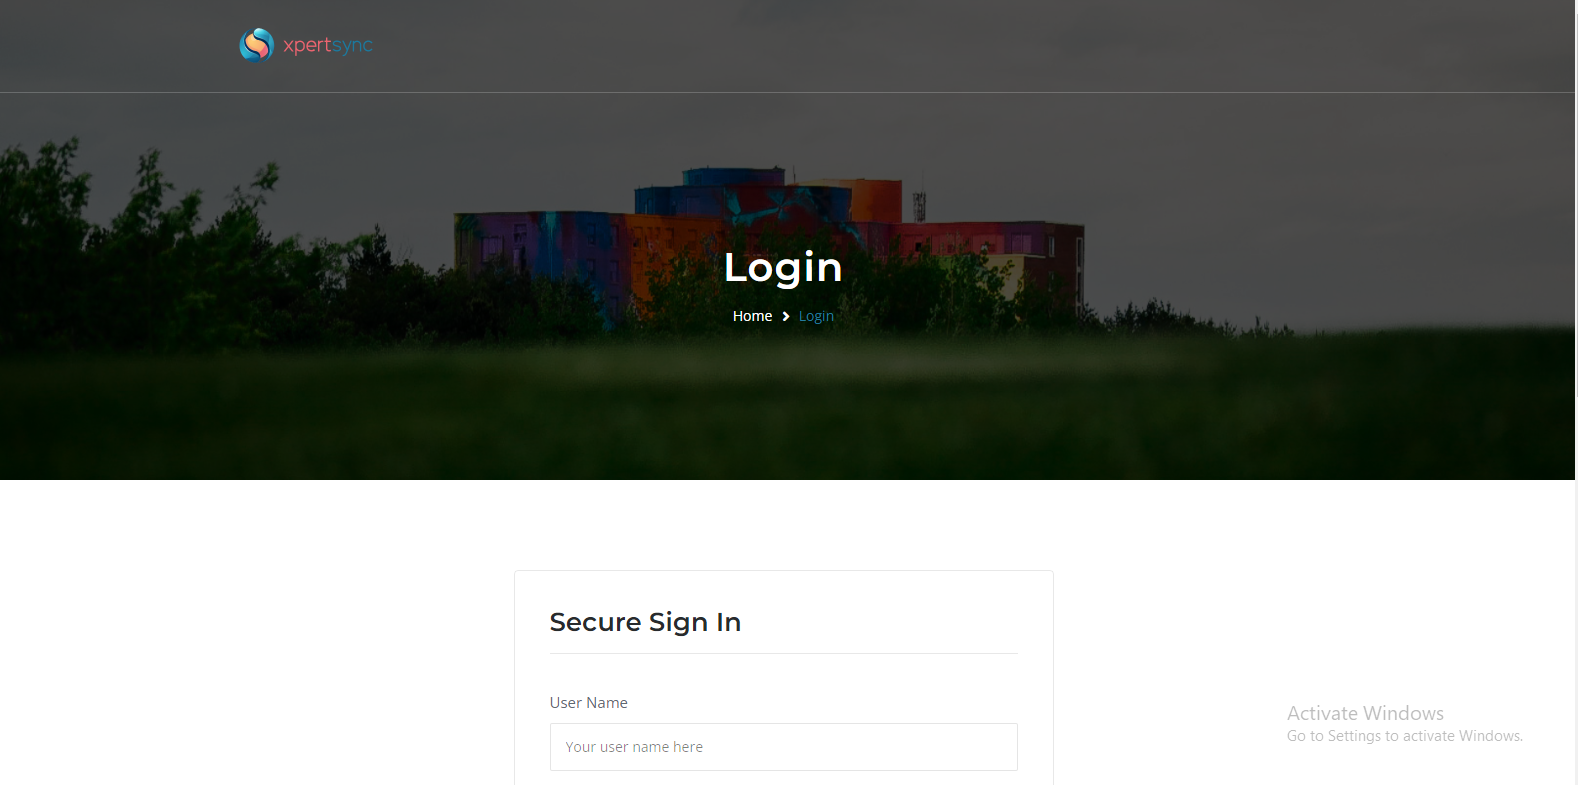 xpertsync
Login
Home Login
Secure Sign In
User Name
Your user name here
Activate Windows
Go to Settings to activate Windows.